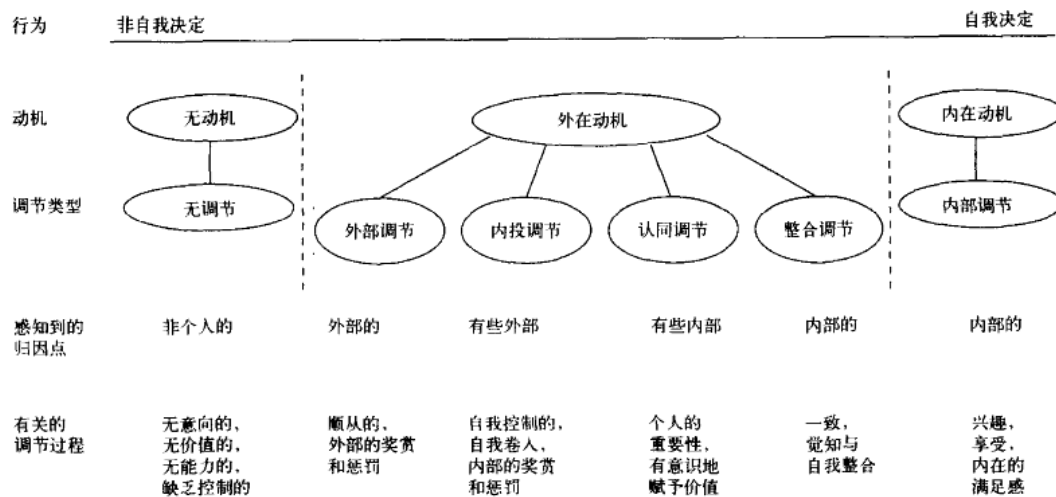 行为 非自我决定 自我决定
动机 无动机 外在动机 内在动机
调节类型 无调节 外部调节 内投调节 认同调节 整合调节 内部调节
感知到的 非个人的 外部的 有些外部 有些内部 内部的 内部的
归因点
有关的 无意向的， 顺从的， 自我控制的， 个人的 一致， 兴趣，
调节过程 无价值的， 外部的奖赏 自我卷入， 重要性， 觉知与 享受，
无能力的， 和惩罚 内部的奖赏 有意识地 自我整合 内在的
缺乏控制的 和惩罚 赋予价值 满足感